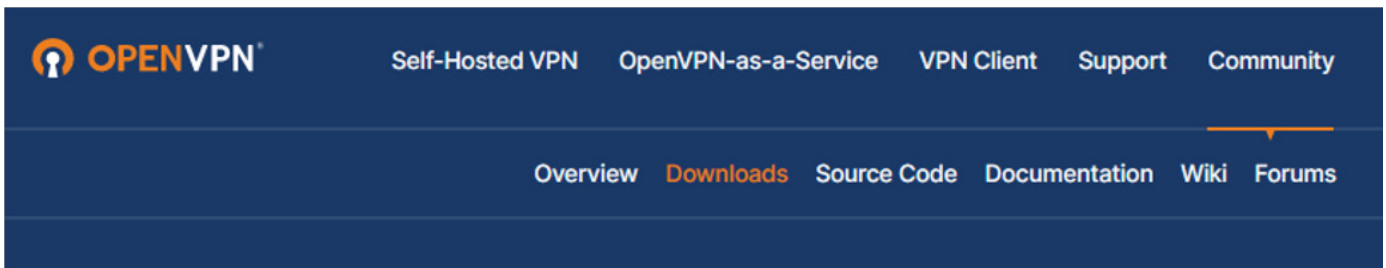 OPENVPN® Self-Hosted VPN OpenVPN-as-a-Service VPN Client Support Community
Overview Downloads Source Code Documentation Wiki Forums